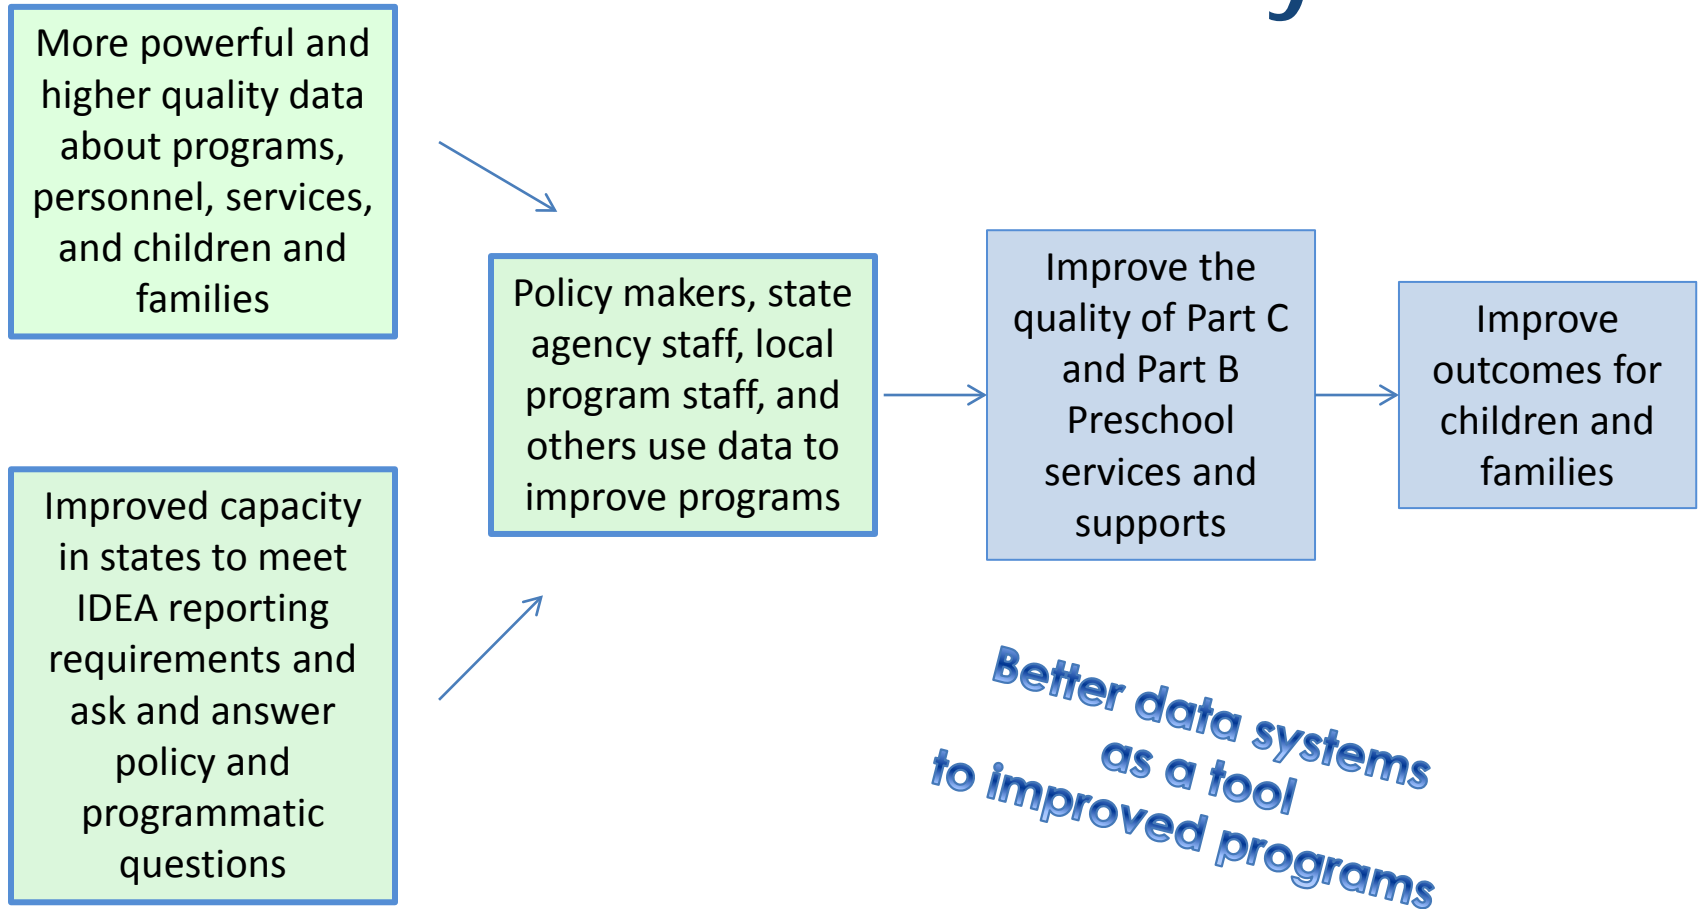 More powerful and
higher quality data
about programs,
personnel, services,
and children and
families
Improved capacity
in states to meet
IDEA reporting
requirements and
ask and answer
policy and
programmatic
questions
Policy makers, state
agency staff, local
program staff, and
others use data to
improve programs
Improve the
quality of Part C
and Part B
Preschool
services and
supports
Improve
outcomes for
children and
families
Better data systems
as a tool
to improved programs